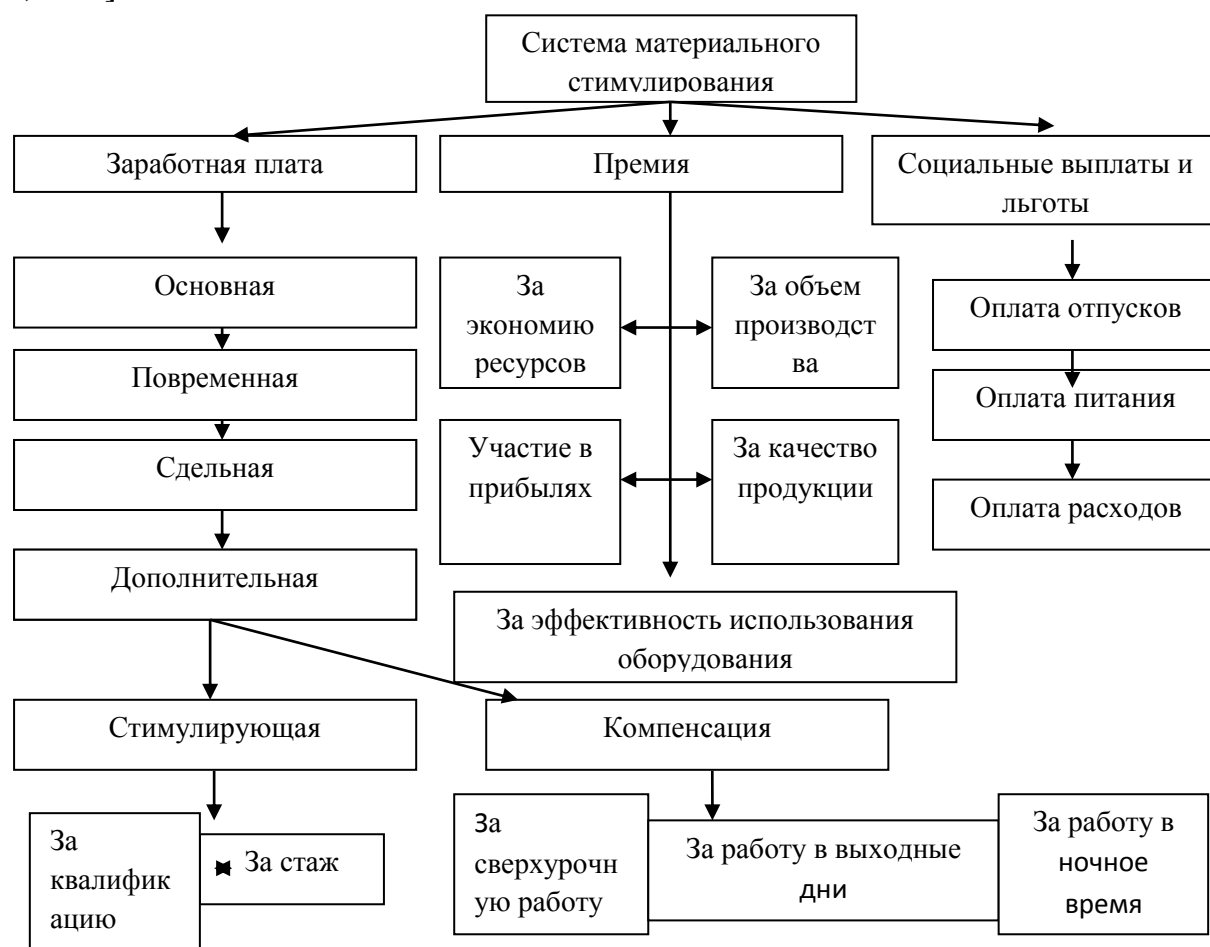 Система материального
стимулирования
Заработная плата
Премия
Социальные выплаты и
льготы
Основная
Повременная
Сдельная
Дополнительная
За
экономию
ресурсов
За объем
производст
ва
Участие в
прибылях
За качество
продукции
За эффективность использования
оборудования
Оплата отпусков
Оплата питания
Оплата расходов
Стимулирующая
Компенсация
За
квалифик
ацию
За стаж
За
сверхурочн
ую работу
За работу в выходные
дни
За работу в
ночное
время